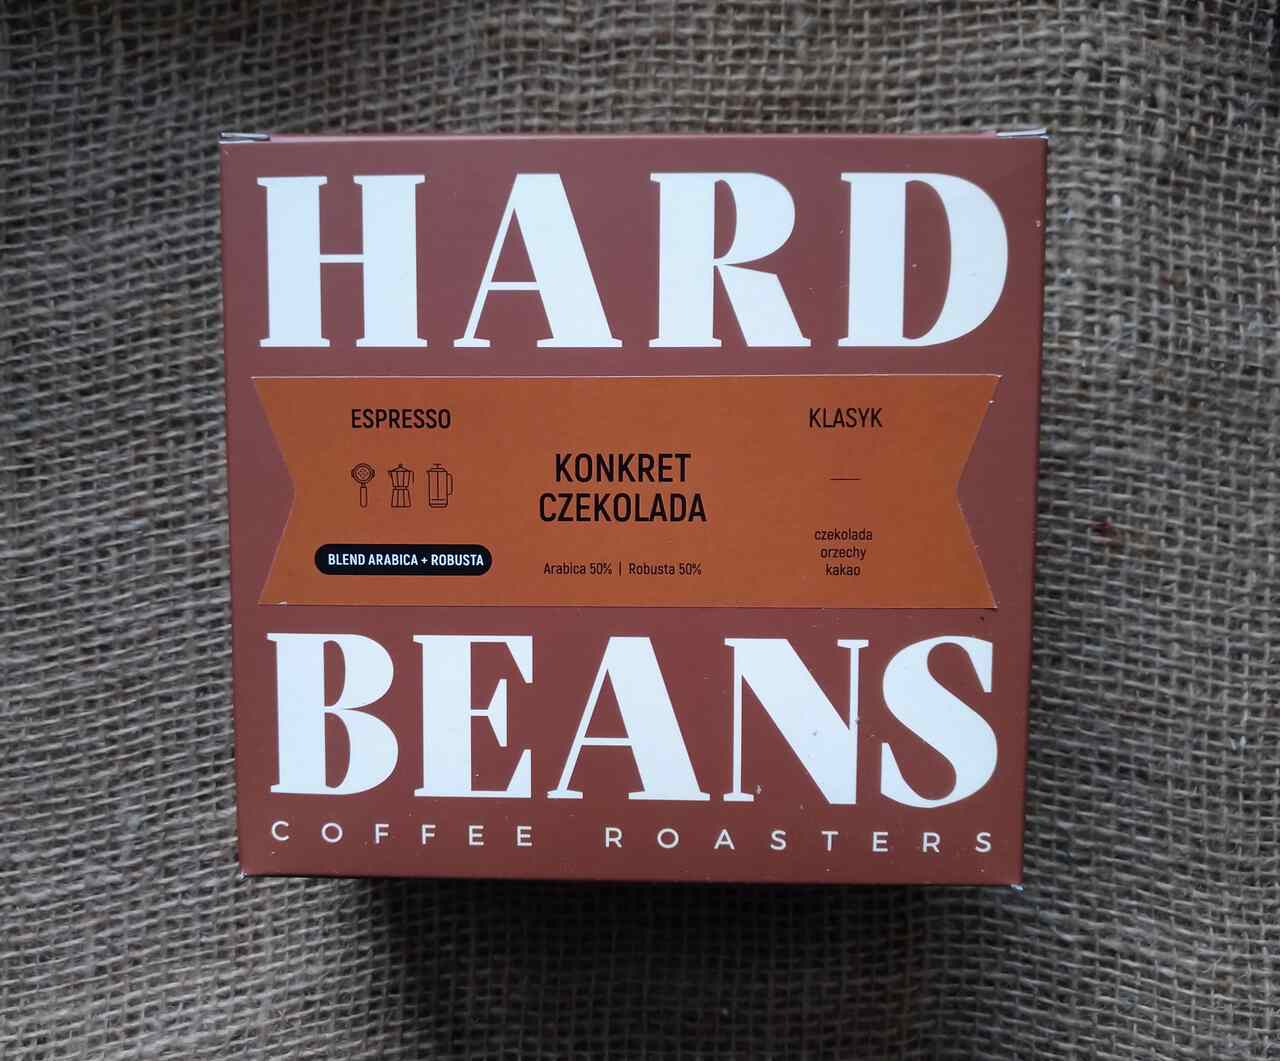 HARD
ESPRESSO
KLASYK
KONKRET
CZEKOLADA
BLEND ARABICA + ROBUSTA
Arabica 50% | Robusta 50%
czekolada
orzechy
kakao
BEANS
COFFEE ROASTERS